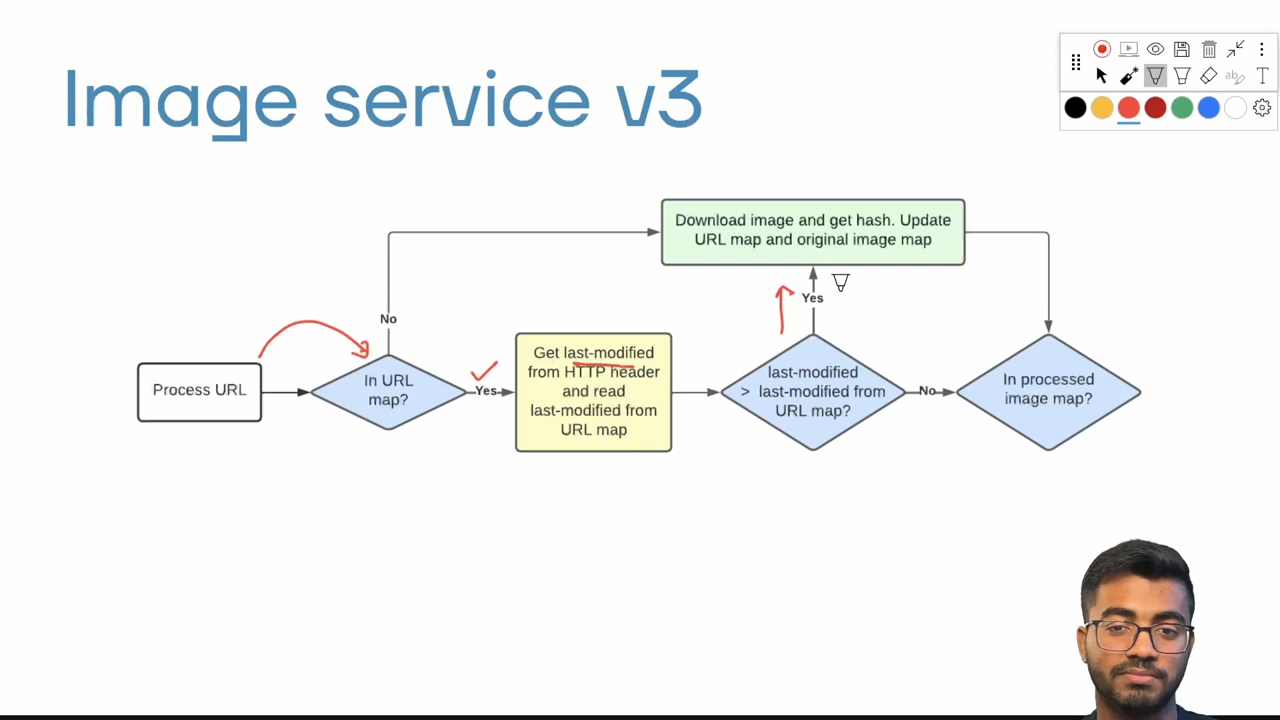 Image service v3
ab
T
Download image and get hash. Update
URL map and original image map
No
Yes
Process URL
In URL
map?
Yes
Get last-modified
from HTTP header
and read
last-modified from
URL map
last-modified
> last-modified from
URL map?
No
In processed
image map?